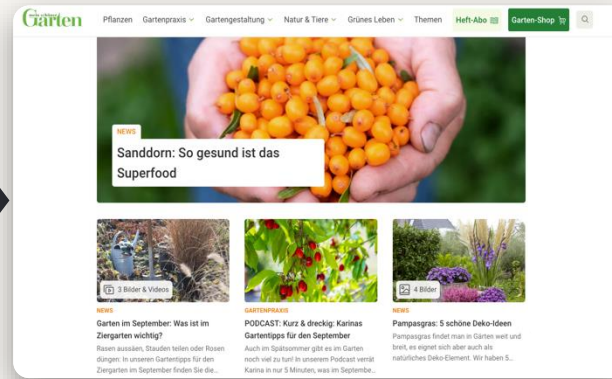 mein schöner
Garten
Pflanzen Gartenpraxis Gartengestaltung Natur & Tiere Grünes Leben Themen Heft-Abo Garten-Shop
NEWS
Sanddorn: So gesund ist das
Superfood
3 Bilder & Videos
NEWS
Garten im September: Was ist im
Ziergarten wichtig?
Rasen aussäen, Stauden teilen oder Rosen
düngen: In unseren Gartentipps für den
Ziergarten im September finden Sie die...
GARTENPRAXIS
PODCAST: Kurz & dreckig: Karinas
Gartentipps für den September
Auch im Spätsommer gibt es im Garten
noch viel zu tun! In unserem Podcast verrät
Karina in nur 5 Minuten, was im Septembe...
4 Bilder
NEWS
Pampasgras: 5 schöne Deko-Ideen
Pampasgras findet man in Gärten weit und
breit, es eignet sich aber auch als
natürliches Deko-Element. Wir haben 5...